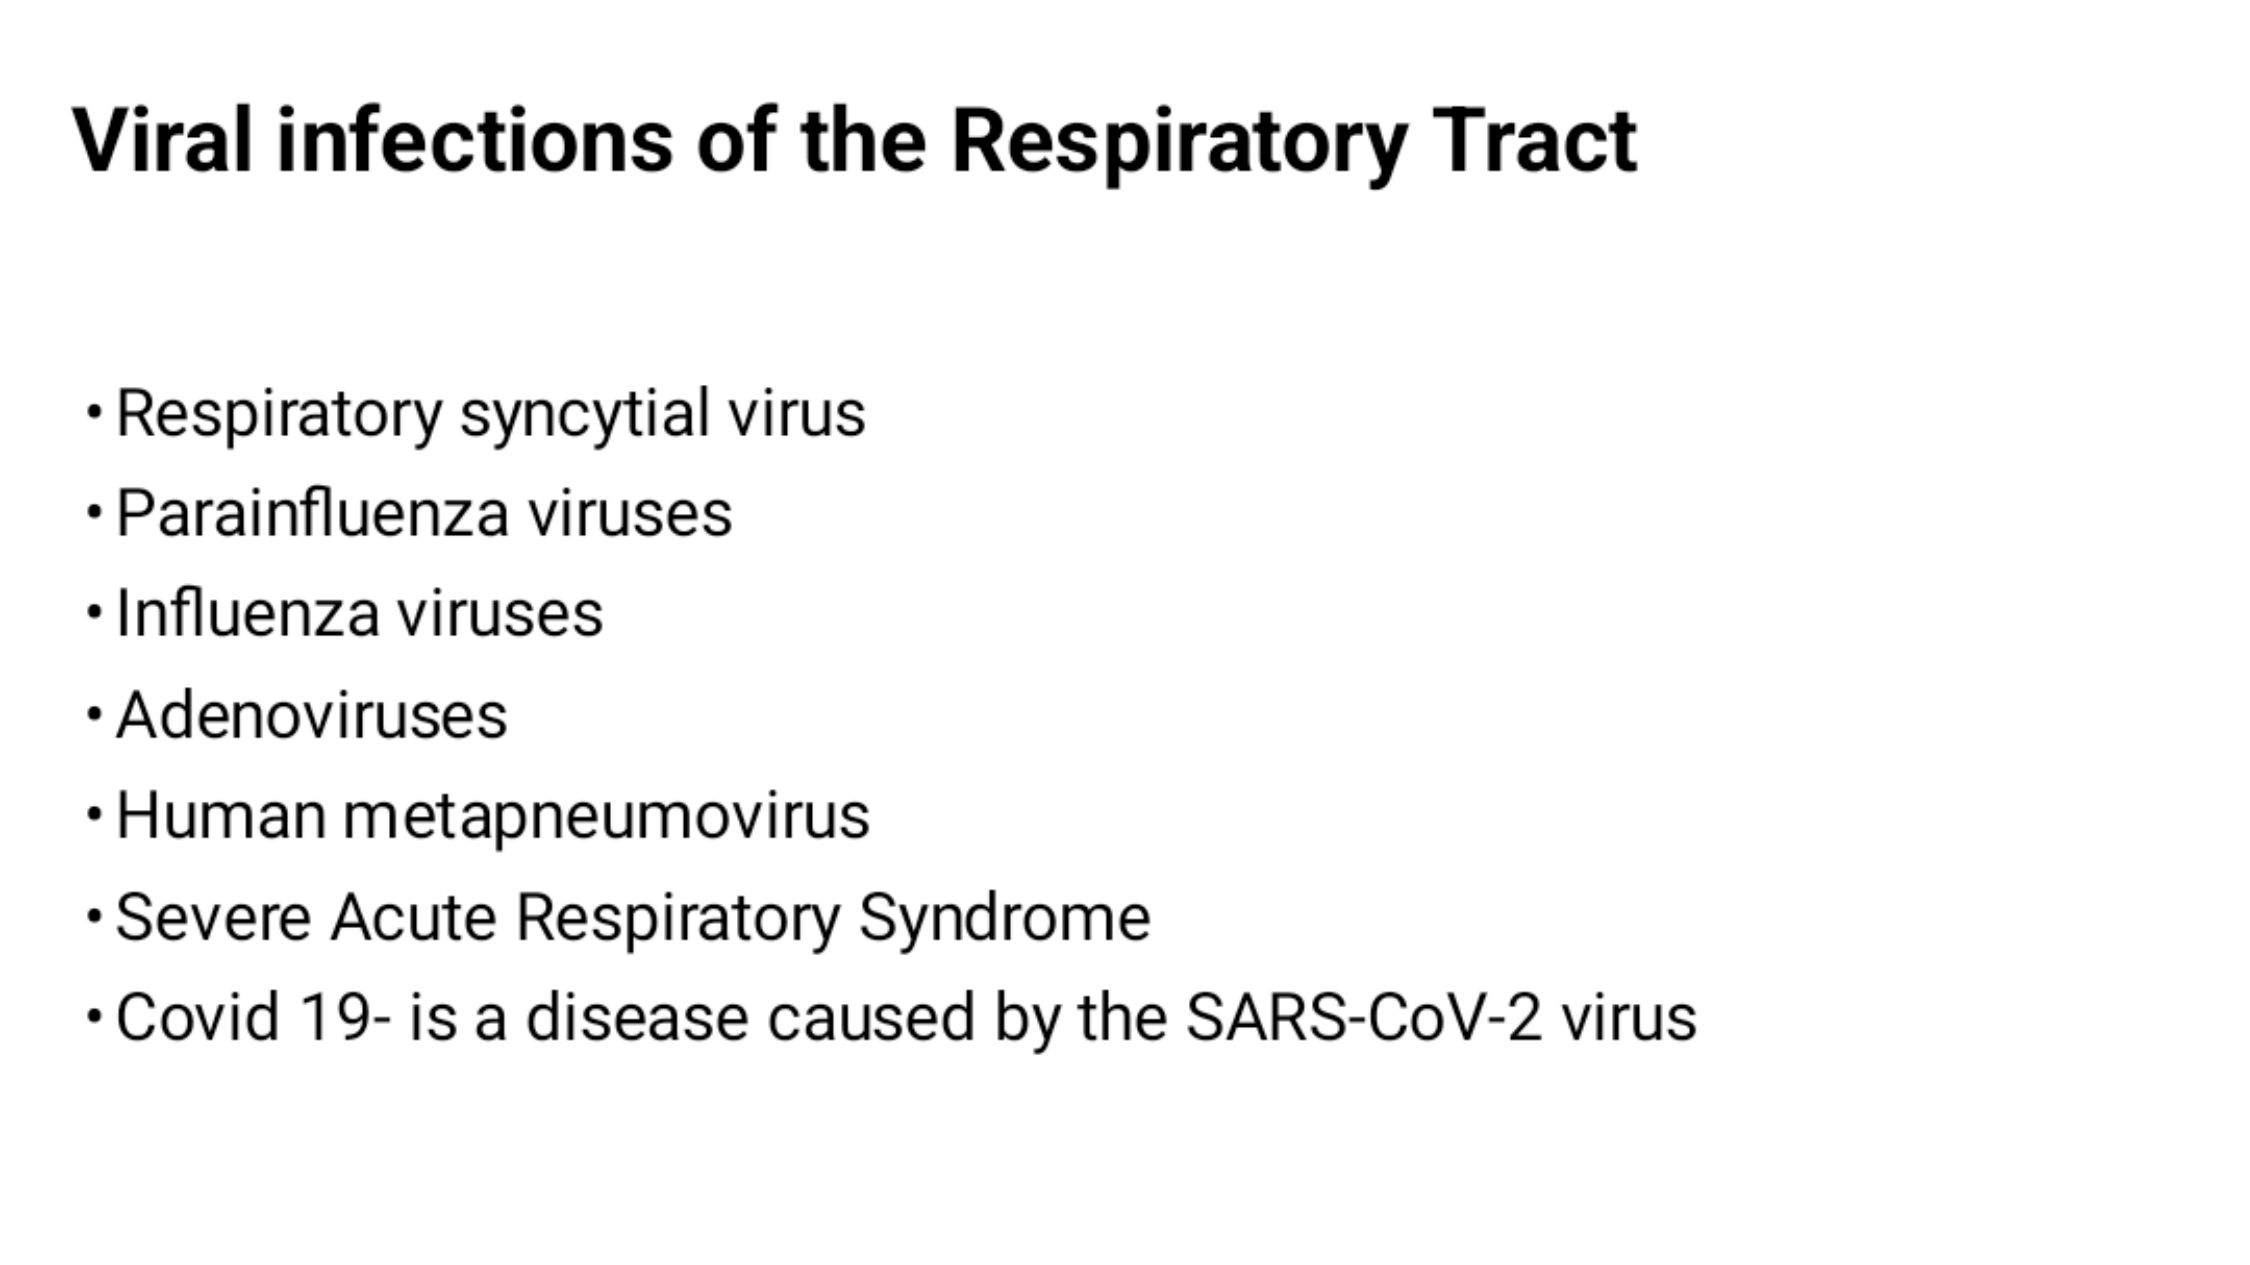 Viral infections of the Respiratory Tract
• Respiratory syncytial virus
• Parainfluenza viruses
• Influenza viruses
• Adenoviruses
• Human metapneumovirus
• Severe Acute Respiratory Syndrome
• Covid 19- is a disease caused by the SARS-CoV-2 virus